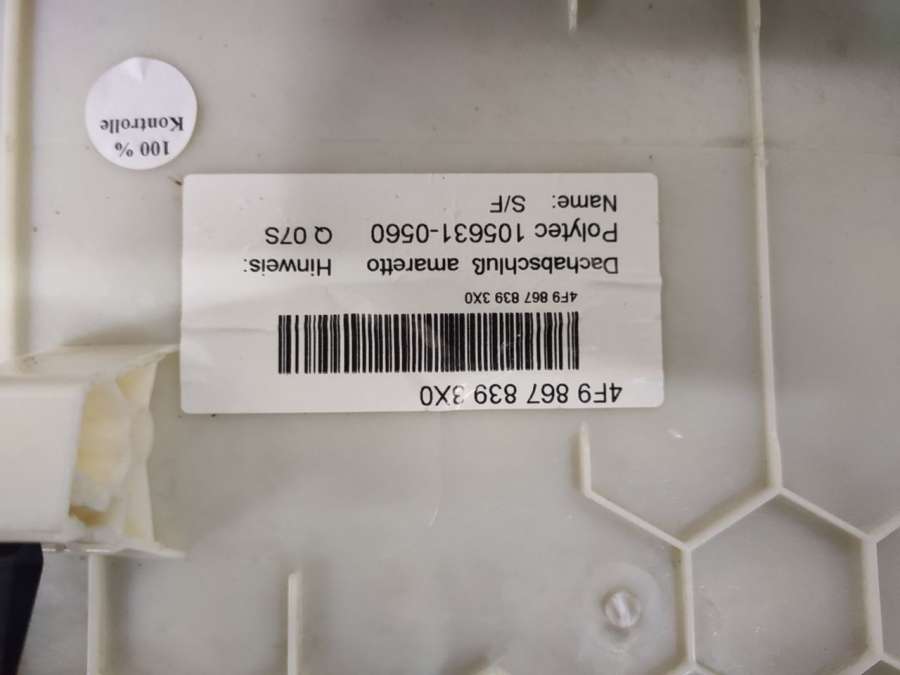 4F9 867 839 3X0
4F9 867 839 3X0
Dachabschluß amaretto Hinweis:
Polytec 105631-0560 Q 07S
Name: S/F
100 %
Kontrolle